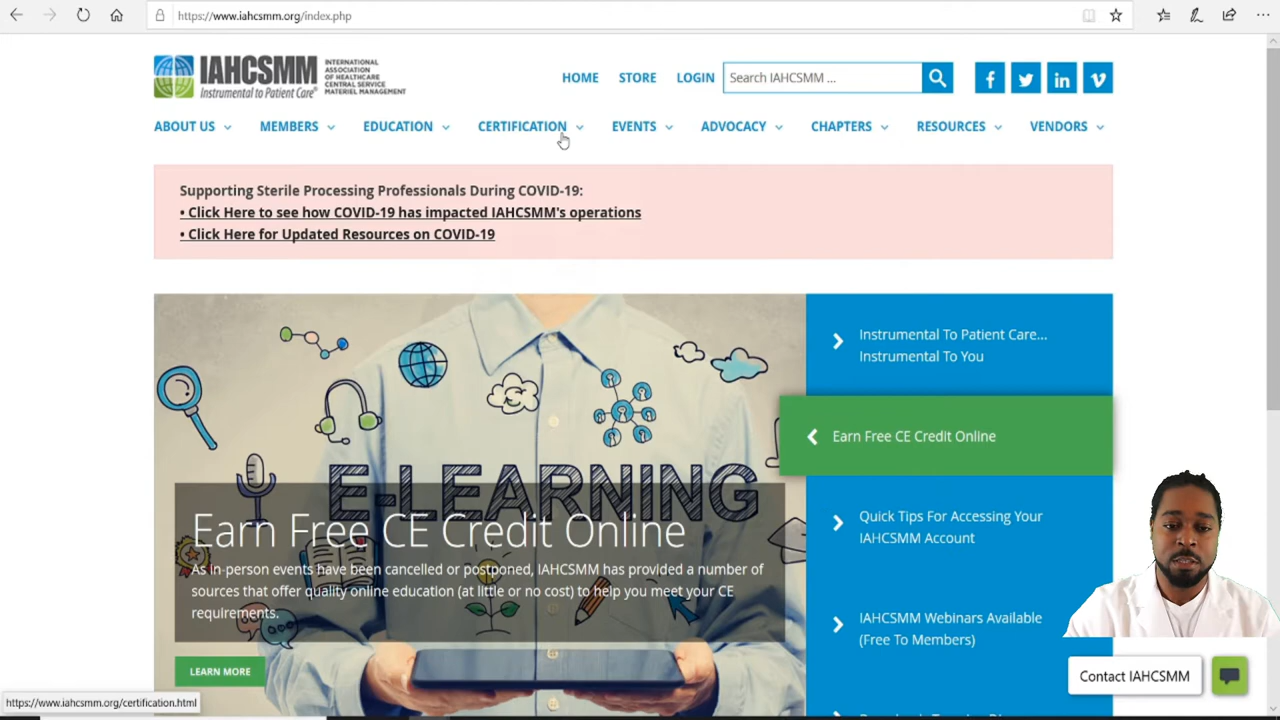 https://www.iahcsmm.org/index.php
IAHCSMM
Instrumental to Patient Care®
INTERNATIONAL
ASSOCIATION
OF HEALTHCARE
CENTRAL SERVICE
MATERIEL MANAGEMENT
HOME STORE LOGIN Search IAHCSMM ...
ABOUT US MEMBERS EDUCATION CERTIFICATION EVENTS ADVOCACY CHAPTERS RESOURCES VENDORS
Supporting Sterile Processing Professionals During COVID-19:
• Click Here to see how COVID-19 has impacted IAHCSMM's operations
• Click Here for Updated Resources on COVID-19
E-LEARNING
Earn Free CE Credit Online
As in-person events have been cancelled or postponed, IAHCSMM has provided a number of
sources that offer quality online education (at little or no cost) to help you meet your CE
requirements.
LEARN MORE
Instrumental To Patient Care...
Instrumental To You
Earn Free CE Credit Online
Quick Tips For Accessing Your
IAHCSMM Account
IAHCSMM Webinars Available
(Free To Members)
Contact IAHCSMM
https://www.iahcsmm.org/certification.html